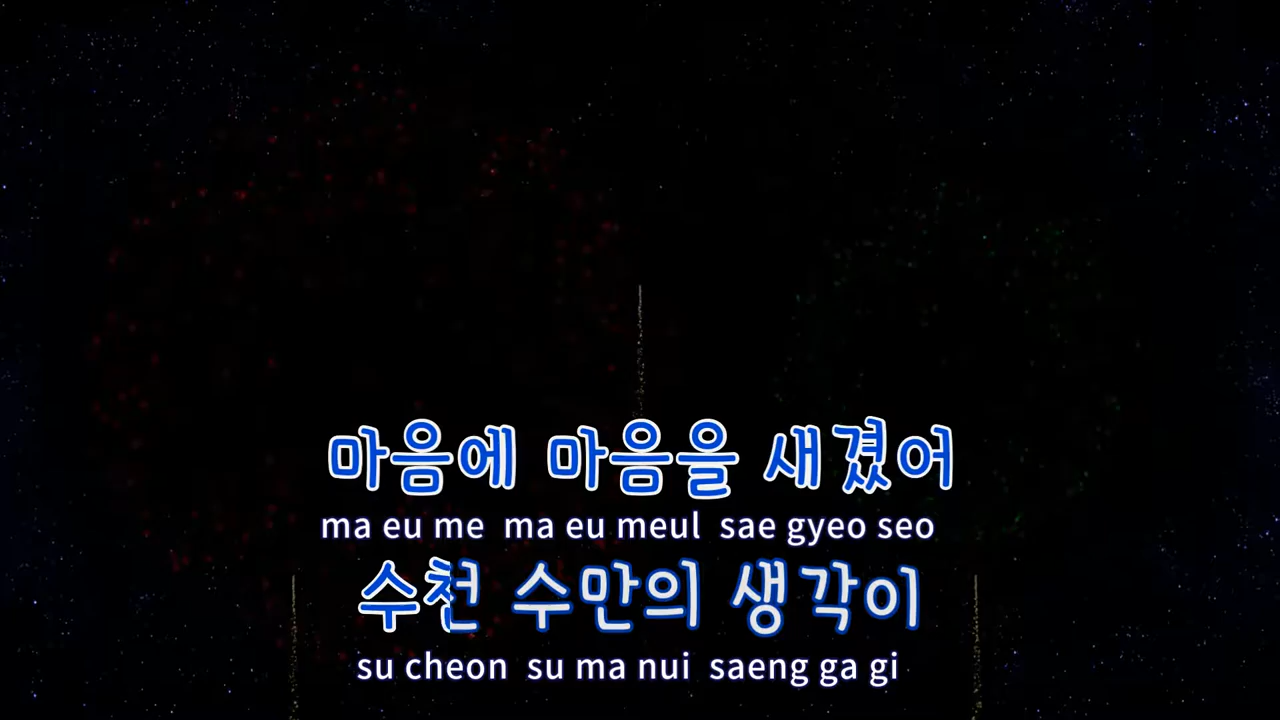 마음에 마음을 새겼어
ma eu me ma eu meul sae gyeo seo
수천 수만의 생각이
su cheon su ma nui saeng ga gi